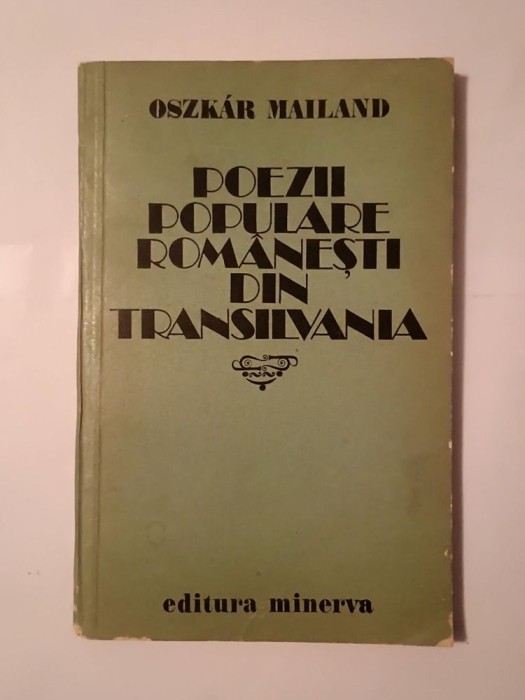 OSZKÁR MAILAND
POEZII
POPULARE
ROMÂNEȘTI
DIN
TRANSILVANIA
editura minerva